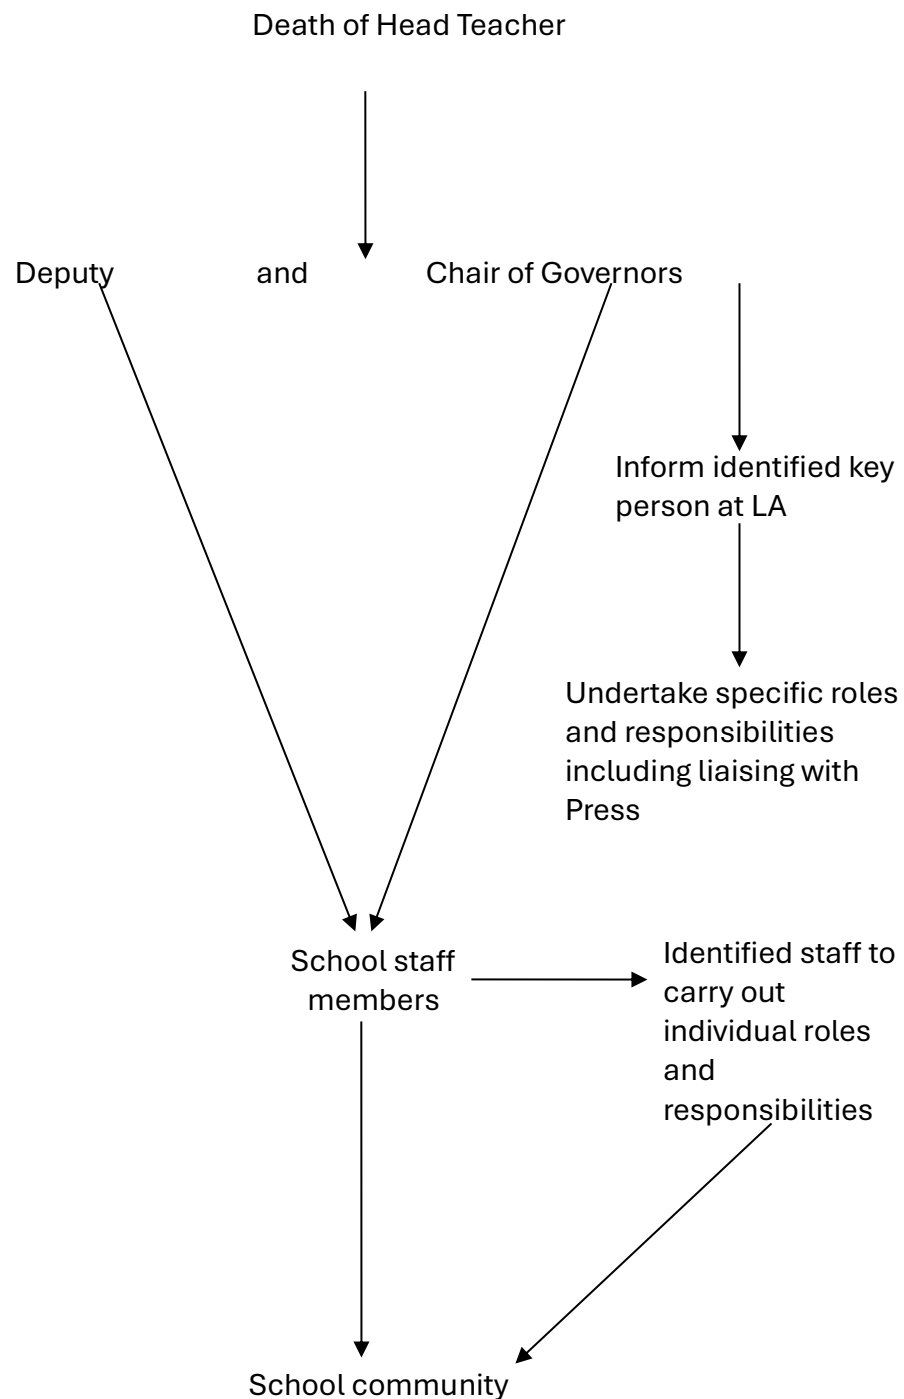 Death of Head Teacher
Deputy and Chair of Governors
Inform identified key
person at LA
Undertake specific roles
and responsibilities
including liaising with
Press
School staff
members
Identified staff to
carry out
individual roles
and
responsibilities
School community